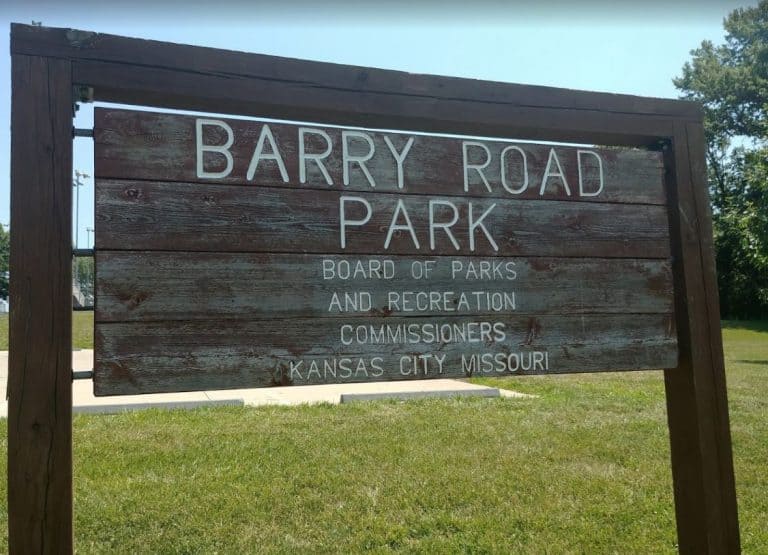 BARRY ROAD
PARK
BOARD OF PARKS
AND RECREATION
COMMISSIONERS
KANSAS CITY MISSOURI